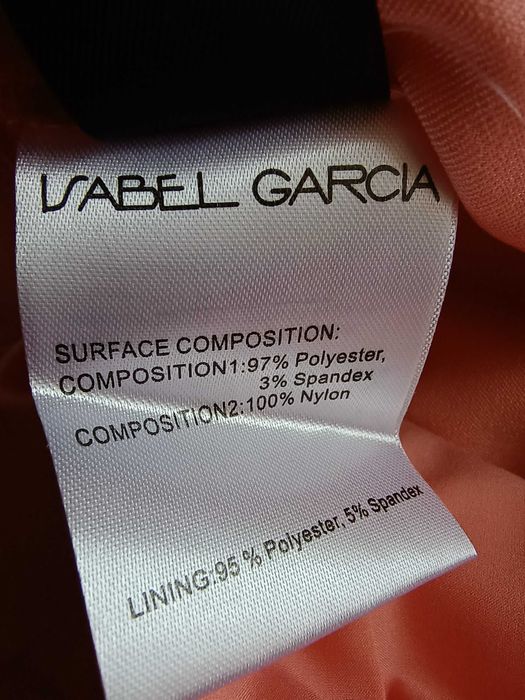 ISABEL GARCIA
SURFACE COMPOSITION:
COMPOSITION1:97% Polyester,
3% Spandex
COMPOSITION2:100% Nylon
LINING:95 % Polyester, 5% Spandex